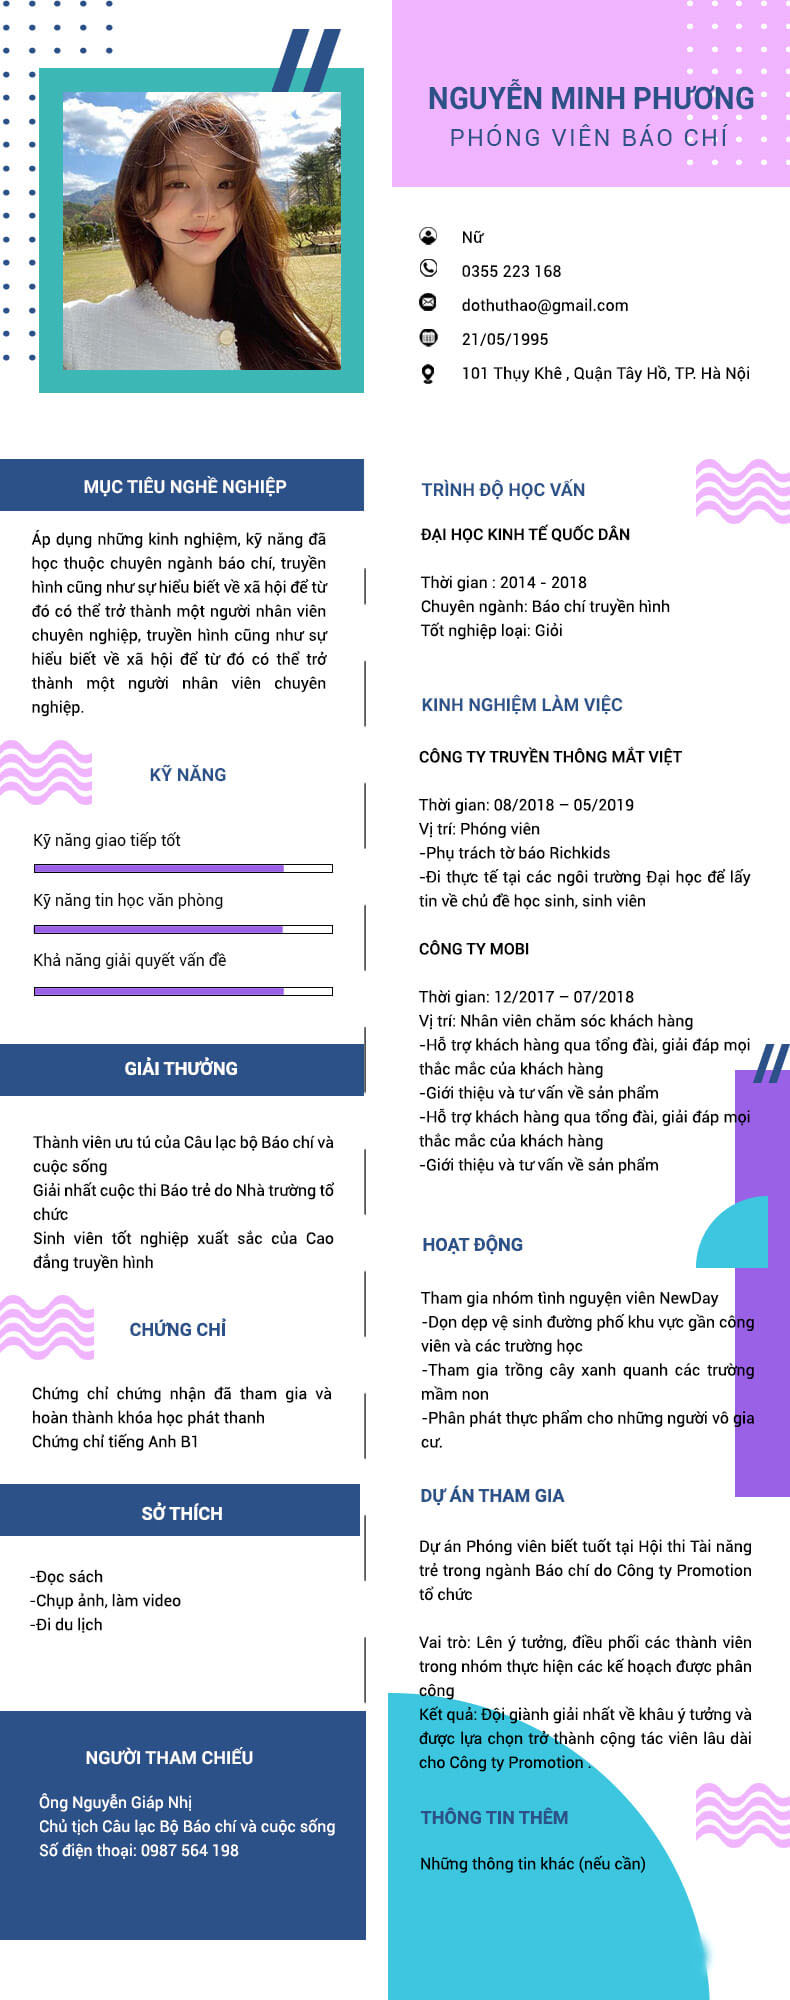 NGUYỄN MINH PHƯƠNG
PHÓNG VIÊN BÁO CHÍ
Nữ
0355 223 168
dothuthao@gmail.com
21/05/1995
101 Thụy Khê , Quận Tây Hồ, TP. Hà Nội
MỤC TIÊU NGHỀ NGHIỆP
Áp dụng những kinh nghiệm, kỹ năng đã
học thuộc chuyên ngành báo chí, truyền
hình cũng như sự hiểu biết về xã hội để từ
đó có thể trở thành một người nhân viên
chuyên nghiệp, truyền hình cũng như sự
hiểu biết về xã hội để từ đó có thể trở
thành một người nhân viên chuyên
nghiệp.
KỸ NĂNG
Kỹ năng giao tiếp tốt
Kỹ năng tin học văn phòng
Khả năng giải quyết vấn đề
GIẢI THƯỞNG
Thành viên ưu tú của Câu lạc bộ Báo chí và
cuộc sống
Giải nhất cuộc thi Báo trẻ do Nhà trường tổ
chức
Sinh viên tốt nghiệp xuất sắc của Cao
đẳng truyền hình
CHỨNG CHỈ
Chứng chỉ chứng nhận đã tham gia và
hoàn thành khóa học phát thanh
Chứng chỉ tiếng Anh B1
SỞ THÍCH
-Đọc sách
-Chụp ảnh, làm video
-Đi du lịch
NGƯỜI THAM CHIẾU
Ông Nguyễn Giáp Nhị
Chủ tịch Câu lạc Bộ Báo chí và cuộc sống
Số điện thoại: 0987 564 198
TRÌNH ĐỘ HỌC VẤN
ĐẠI HỌC KINH TẾ QUỐC DÂN
Thời gian : 2014 - 2018
Chuyên ngành: Báo chí truyền hình
Tốt nghiệp loại: Giỏi
KINH NGHIỆM LÀM VIỆC
CÔNG TY TRUYỀN THÔNG MẮT VIỆT
Thời gian: 08/2018 – 05/2019
Vị trí: Phóng viên
-Phụ trách tờ báo Richkids
-Đi thực tế tại các ngôi trường Đại học để lấy
tin về chủ đề học sinh, sinh viên
CÔNG TY MOBI
Thời gian: 12/2017 – 07/2018
Vị trí: Nhân viên chăm sóc khách hàng
-Hỗ trợ khách hàng qua tổng đài, giải đáp mọi
thắc mắc của khách hàng
-Giới thiệu và tư vấn về sản phẩm
-Hỗ trợ khách hàng qua tổng đài, giải đáp mọi
thắc mắc của khách hàng
-Giới thiệu và tư vấn về sản phẩm
HOẠT ĐỘNG
Tham gia nhóm tình nguyện viên NewDay
-Dọn dẹp vệ sinh đường phố khu vực gần công
viên và các trường học
-Tham gia trồng cây xanh quanh các trường
mầm non
-Phân phát thực phẩm cho những người vô gia
cư.
DỰ ÁN THAM GIA
Dự án Phóng viên biết tuốt tại Hội thi Tài năng
trẻ trong ngành Báo chí do Công ty Promotion
tổ chức
Vai trò: Lên ý tưởng, điều phối các thành viên
trong nhóm thực hiện các kế hoạch được phân
công
Kết quả: Đội giành giải nhất về khâu ý tưởng và
được lựa chọn trở thành cộng tác viên lâu dài
cho Công ty Promotion .
THÔNG TIN THÊM
Những thông tin khác (nếu cần)